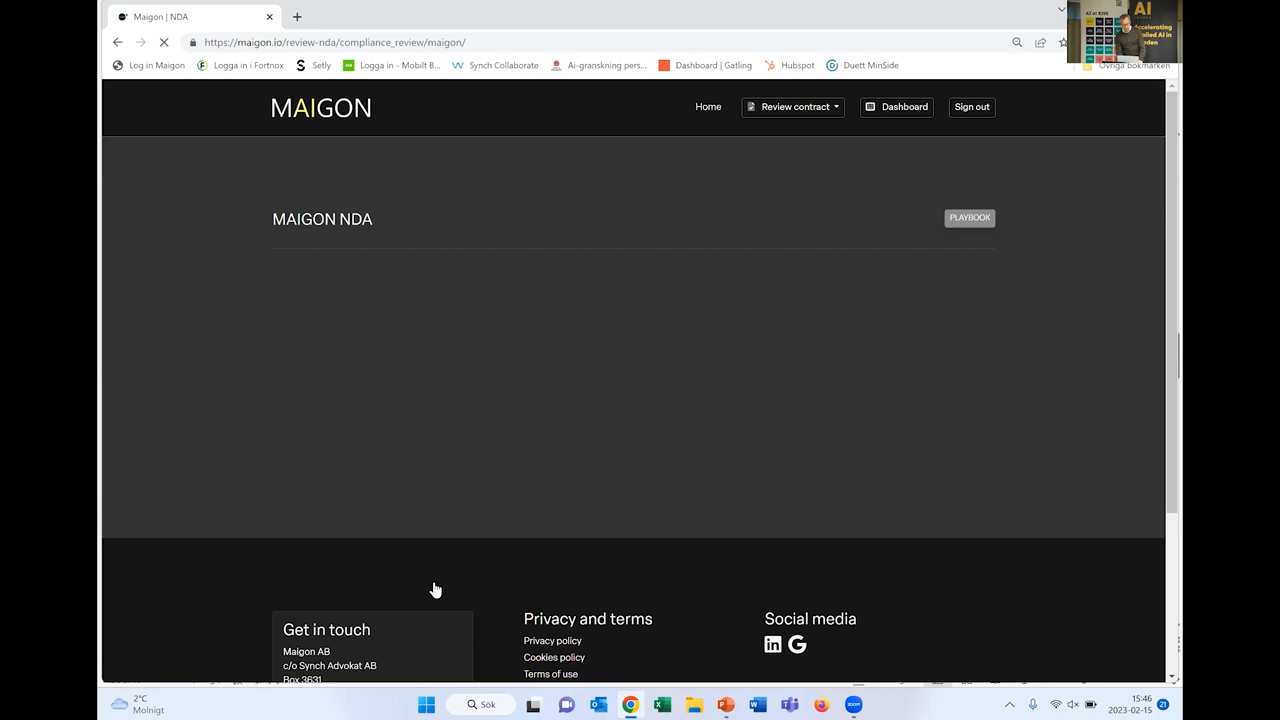 Maigon | NDA
https://maigon.io/review-nda/compliance_review/maigon/
Log in Maigon
Logga in i Fortnox
Setly
Logga in - Mobilt B...
Synch Collaborate
Ai-granskning pers...
Dashboard | Gatling
Hubspot
Duett MinSide
Övriga bokmärken
AI
Accelerating
MAIGON
Home
Review contract
Dashboard
Sign out
MAIGON NDA
PLAYBOOK
Get in touch
Maigon AB
c/o Synch Advokat AB
Box 3631
Privacy and terms
Privacy policy
Cookies policy
Terms of use
Social media
2°C
Molnigt
Sök
15:46
2023-02-15
21